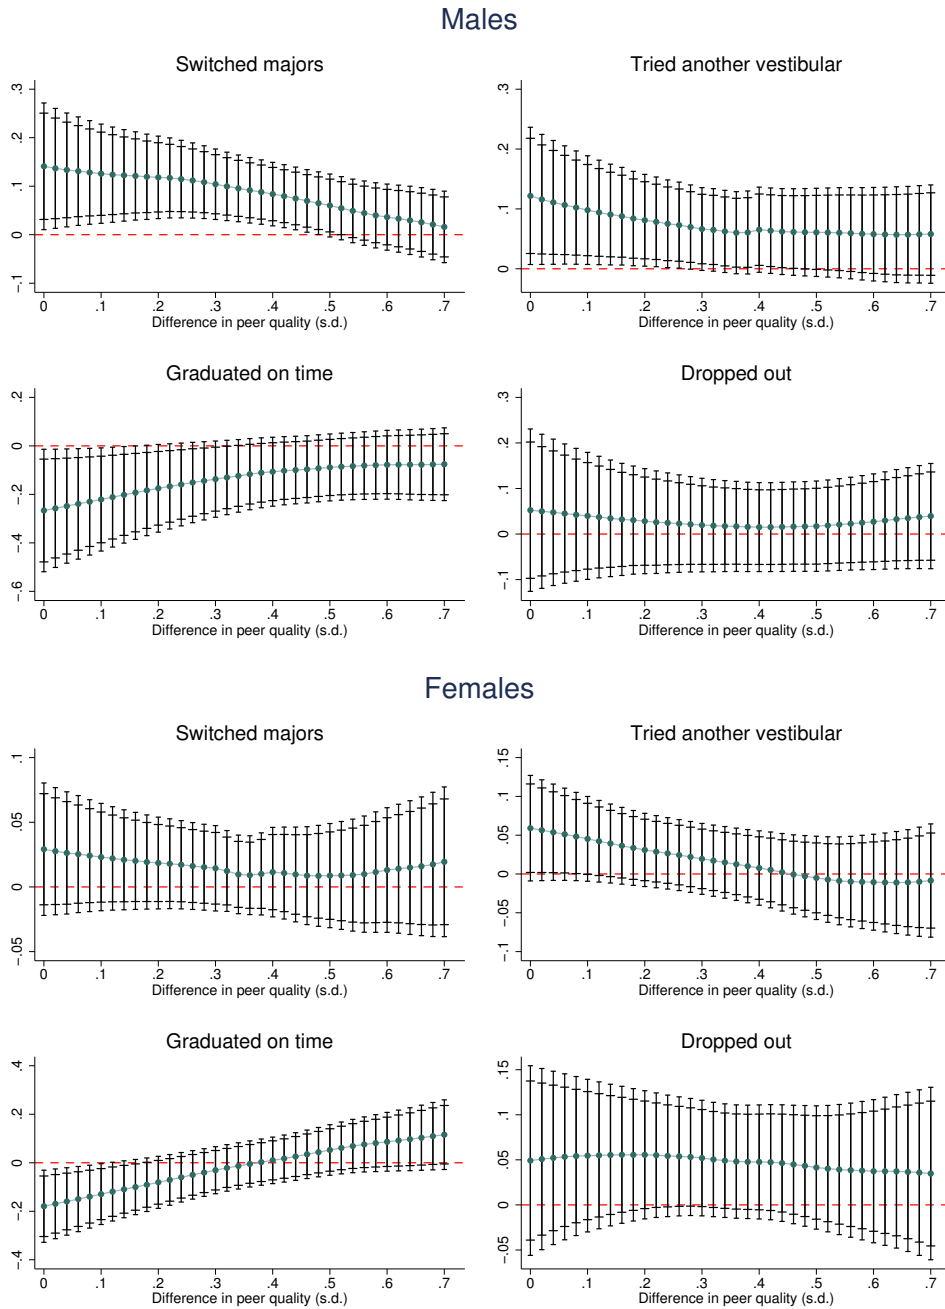 Males
Switched majors
Tried another vestibular
.3
.2
.1
0
-.1
.3
.2
.1
0
0 .1 .2 .3 .4 .5 .6 .7
0 .1 .2 .3 .4 .5 .6 .7
Difference in peer quality (s.d.)
Difference in peer quality (s.d.)
Graduated on time
Dropped out
.2
0
-.2
-.4
-.6
.3
.2
.1
0
-.1
0 .1 .2 .3 .4 .5 .6 .7
0 .1 .2 .3 .4 .5 .6 .7
Difference in peer quality (s.d.)
Difference in peer quality (s.d.)
Females
Switched majors
Tried another vestibular
.1
.05
0
-.05
.15
.1
.05
0
-.05
-.1
0 .1 .2 .3 .4 .5 .6 .7
0 .1 .2 .3 .4 .5 .6 .7
Difference in peer quality (s.d.)
Difference in peer quality (s.d.)
Graduated on time
Dropped out
.4
.2
0
-.2
-.4
.15
.1
.05
0
-.05
0 .1 .2 .3 .4 .5 .6 .7
0 .1 .2 .3 .4 .5 .6 .7
Difference in peer quality (s.d.)
Difference in peer quality (s.d.)